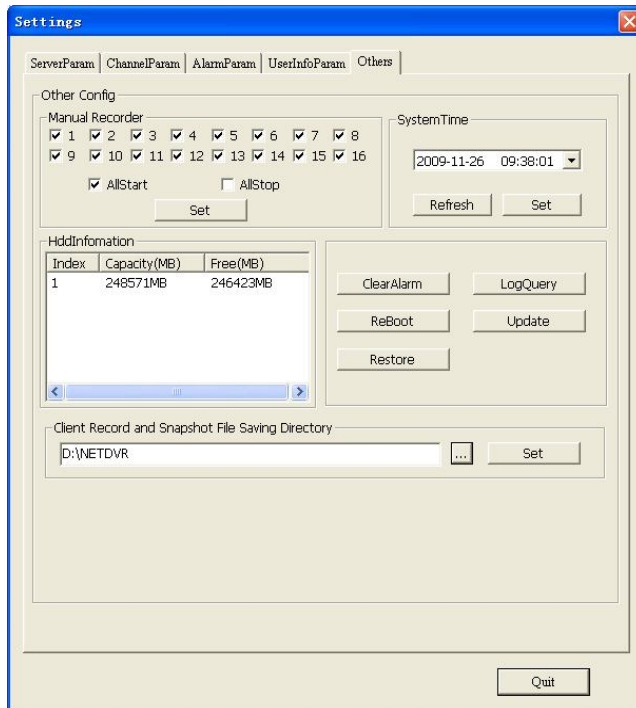 Settings
ServerParam ChannelParam AlarmParam UserInfoParam Others
Other Config
Manual Recorder
1 2 3 4 5 6 7 8
9 10 11 12 13 14 15 16
AllStart AllStop
Set
SystemTime
2009-11-26 09:38:01
Refresh Set
HddInfomation
Index Capacity(MB) Free(MB)
1 248571MB 246423MB
ClearAlarm LogQuery
ReBoot Update
Restore
Client Record and Snapshot File Saving Directory
D:\NETDVR ... Set
Quit